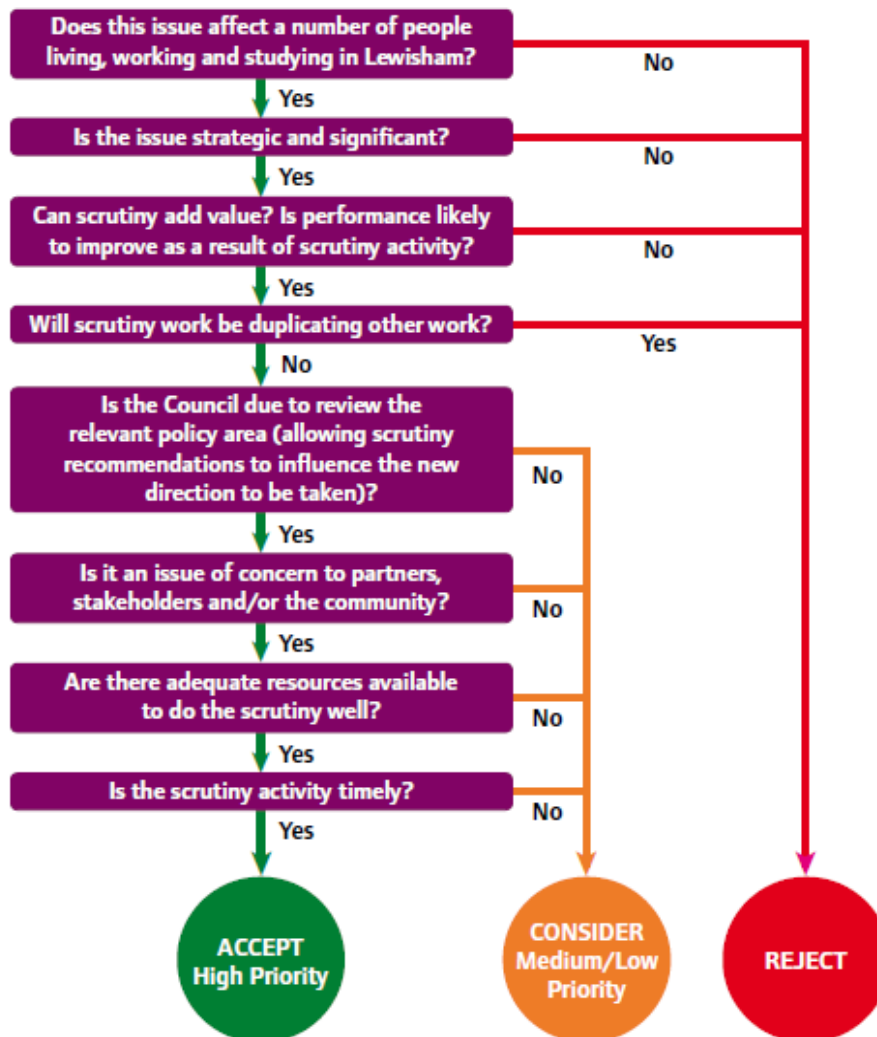 Does this issue affect a number of people
living, working and studying in Lewisham?
No
Yes
Is the issue strategic and significant?
No
Yes
Can scrutiny add value? Is performance likely
to improve as a result of scrutiny activity?
No
Yes
Will scrutiny work be duplicating other work?
Yes
No
Is the Council due to review the
relevant policy area (allowing scrutiny
recommendations to influence the new
direction to be taken)?
No
Yes
Is it an issue of concern to partners,
stakeholders and/or the community?
No
Yes
Are there adequate resources available
to do the scrutiny well?
No
Yes
Is the scrutiny activity timely?
No
Yes
ACCEPT
High Priority
CONSIDER
Medium/Low
Priority
REJECT